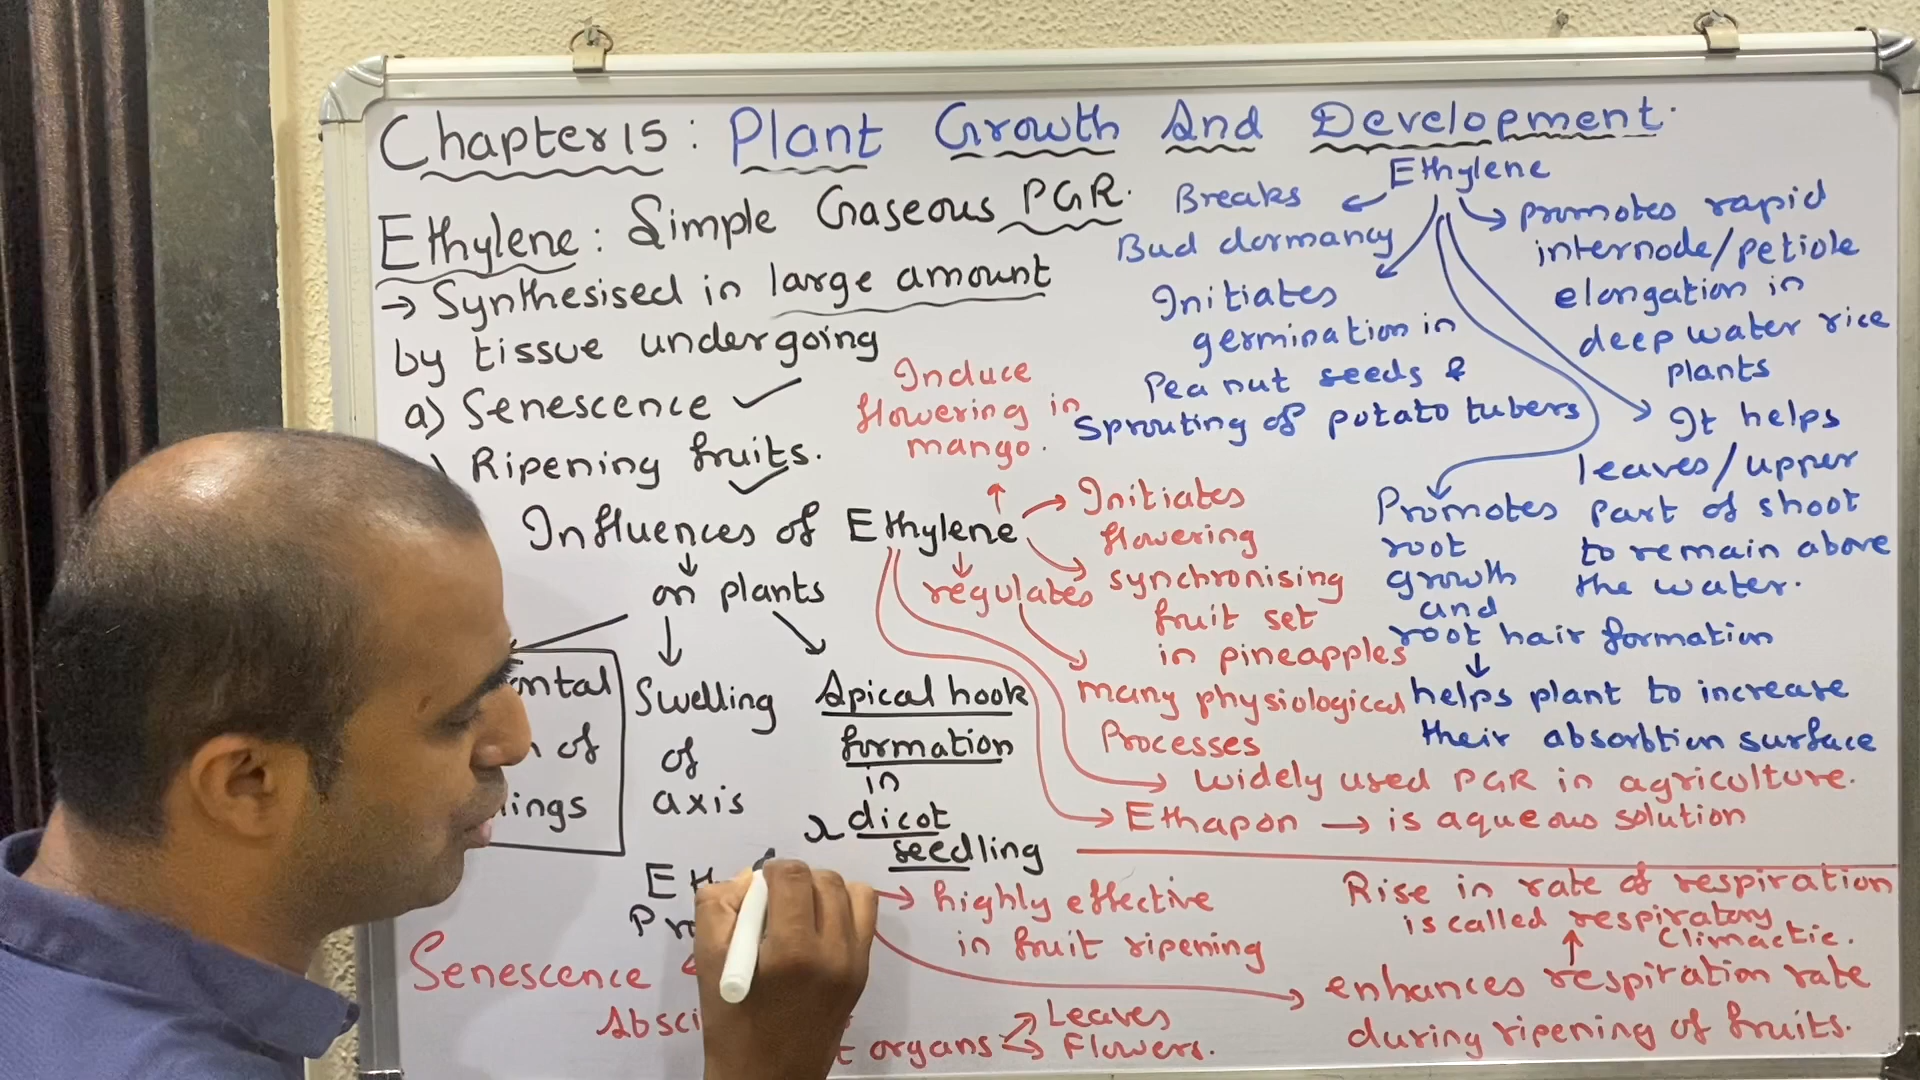 Chapter 15: Plant Growth And Development.
Ethylene: Simple Gaseous PGR.
→ Synthesised in large amount
by tissue undergoing
a) Senescence ✓
) Ripening fruits.
Influences of Ethylene
on plants
ntal
of
ings
Swelling
of
axis
Apical hook
formation
in
dicot
seedling
Induce
flowering in
mango.
Initiates
flowering
synchronising
fruit set
in pineapples
regulates
many physiological
Processes
widely used PGR in agriculture.
Ethapon → is aqueous solution
Ethylene
Breaks
Bud dormancy
Initiates
germination in
Pea nut seeds &
Sprouting of potato tubers
promotes rapid
internode/petiole
elongation in
deep water rice
plants
It helps
leaves/upper
part of shoot
to remain above
the water.
Promotes
root
growth
and
root hair formation
helps plant to increase
their absorbtion surface
highly effective
in fruit ripening
Senescence
Absci
organs
Leaves
Flowers.
Rise in rate of respiration
is called respiratory
Climactic.
enhances respiration rate
during ripening of fruits.